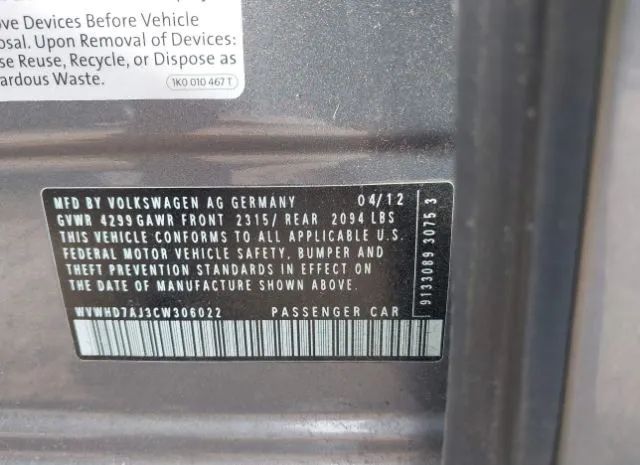 ove Devices Before Vehicle
osal. Upon Removal of Devices:
se Reuse, Recycle, or Dispose as
zardous Waste.
1K0 010 467 T
MFD BY VOLKSWAGEN AG GERMANY 04/12
GVWR 4299 GAWR FRONT 2315/ REAR 2094 LBS
THIS VEHICLE CONFORMS TO ALL APPLICABLE U.S.
FEDERAL MOTOR VEHICLE SAFETY, BUMPER AND
THEFT PREVENTION STANDARDS IN EFFECT ON
THE DATE OF MANUFACTURE SHOWN ABOVE.
WVWHD7AJ3CW306022 PASSENGER CAR
9133089 3075 3